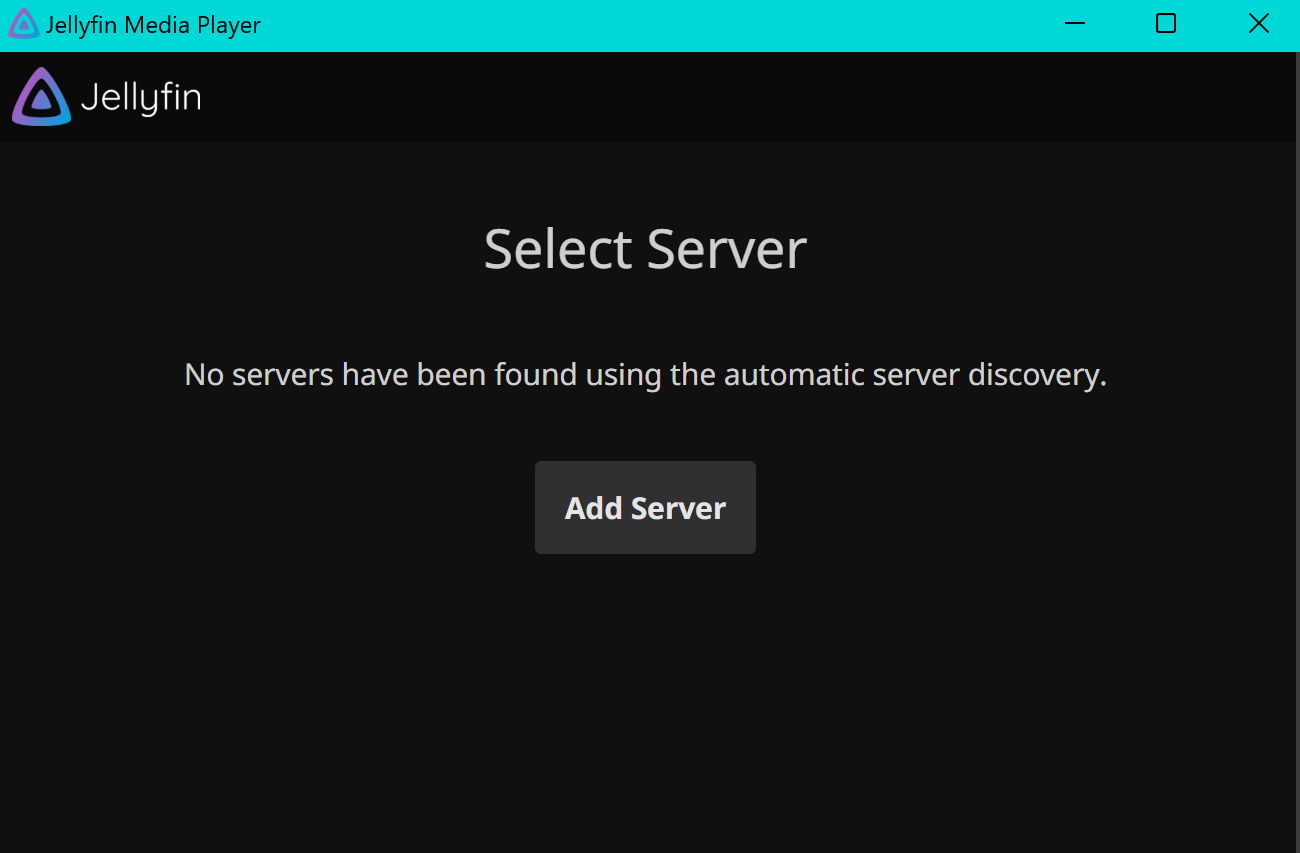 Jellyfin Media Player
Jellyfin
Select Server
No servers have been found using the automatic server discovery.
Add Server